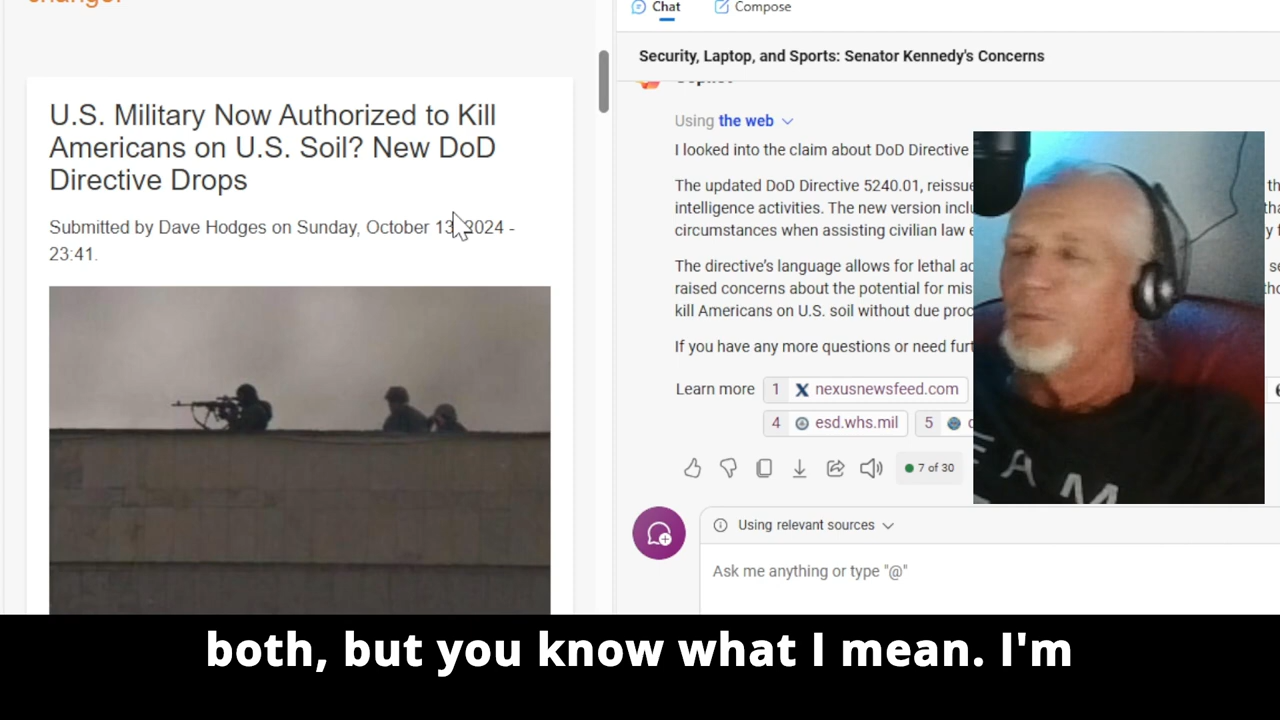 U.S. Military Now Authorized to Kill
Americans on U.S. Soil? New DoD
Directive Drops
Submitted by Dave Hodges on Sunday, October 13, 2024 -
23:41.
Chat
Compose
Security, Laptop, and Sports: Senator Kennedy's Concerns
Using the web
I looked into the claim about DoD Directive
The updated DoD Directive 5240.01, reissue
intelligence activities. The new version inclu
circumstances when assisting civilian law e
The directive's language allows for lethal ac
raised concerns about the potential for mis
kill Americans on U.S. soil without due proc
If you have any more questions or need furt
Learn more 1 nexusnewsfeed.com
4 esd.whs.mil 5
7 of 30
Using relevant sources
Ask me anything or type "@"
EAM
both, but you know what I mean. I'm